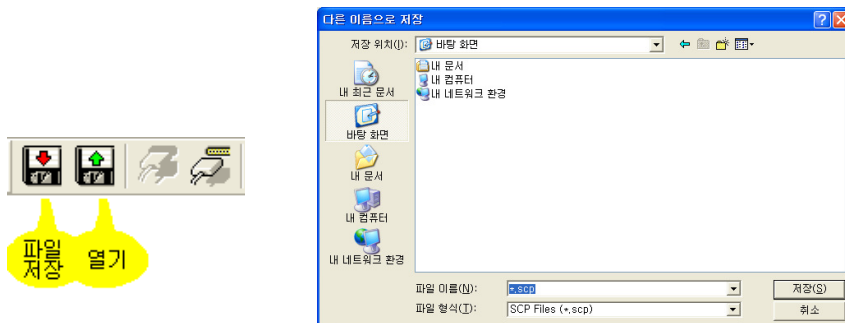 파일
저장
열기
다른 이름으로 저장
저장 위치(I):
바탕 화면
내 문서
내 컴퓨터
내 네트워크 환경
내 최근 문서
바탕 화면
내 문서
내 컴퓨터
내 네트워크 환경
파일 이름(N): *.scp 저장(S)
파일 형식(T): SCP Files (*.scp) 취소